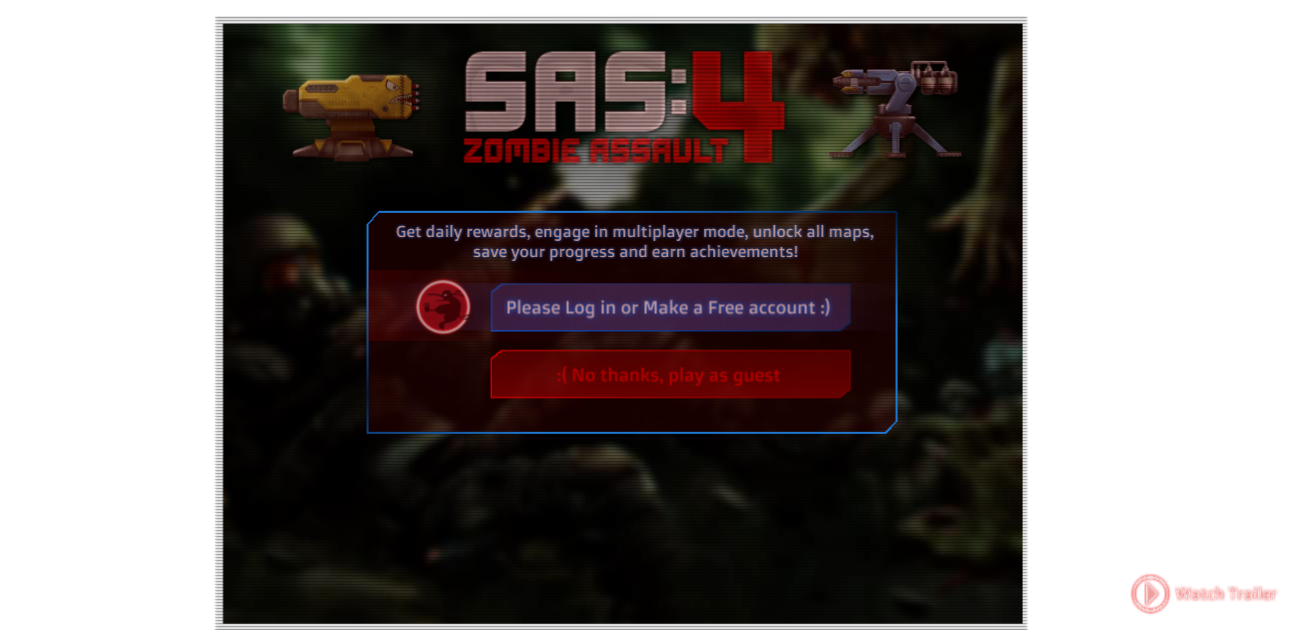 SAS:4
ZOMBIE ASSAULT
Get daily rewards, engage in multiplayer mode, unlock all maps,
save your progress and earn achievements!
Please Log in or Make a Free account :)
:( No thanks, play as guest
Watch Trailer